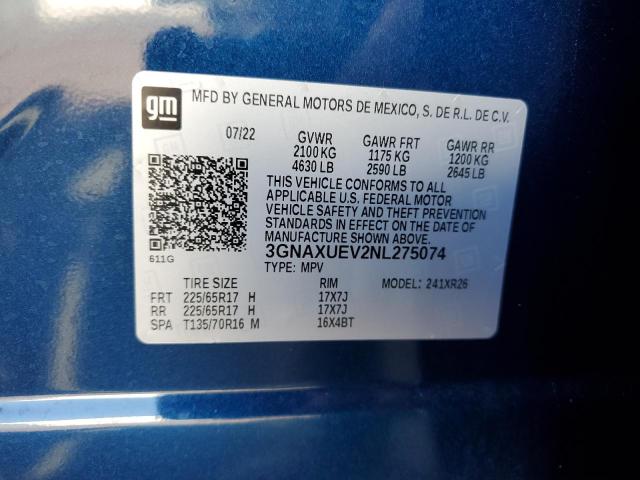 gm
MFD BY GENERAL MOTORS DE MEXICO, S. DE R.L. DE C.V.
07/22 GVWR GAWR FRT GAWR RR
2100 KG 1175 KG 1200 KG
4630 LB 2590 LB 2645 LB
THIS VEHICLE CONFORMS TO ALL
APPLICABLE U.S. FEDERAL MOTOR
VEHICLE SAFETY AND THEFT PREVENTION
STANDARDS IN EFFECT ON THE DATE OF
MANUFACTURE SHOWN ABOVE.
3GNAXUEV2NL275074
611G
TYPE: MPV
TIRE SIZE RIM MODEL: 241XR26
FRT 225/65R17 H 17X7J
RR 225/65R17 H 17X7J
SPA T135/70R16 M 16X4BT